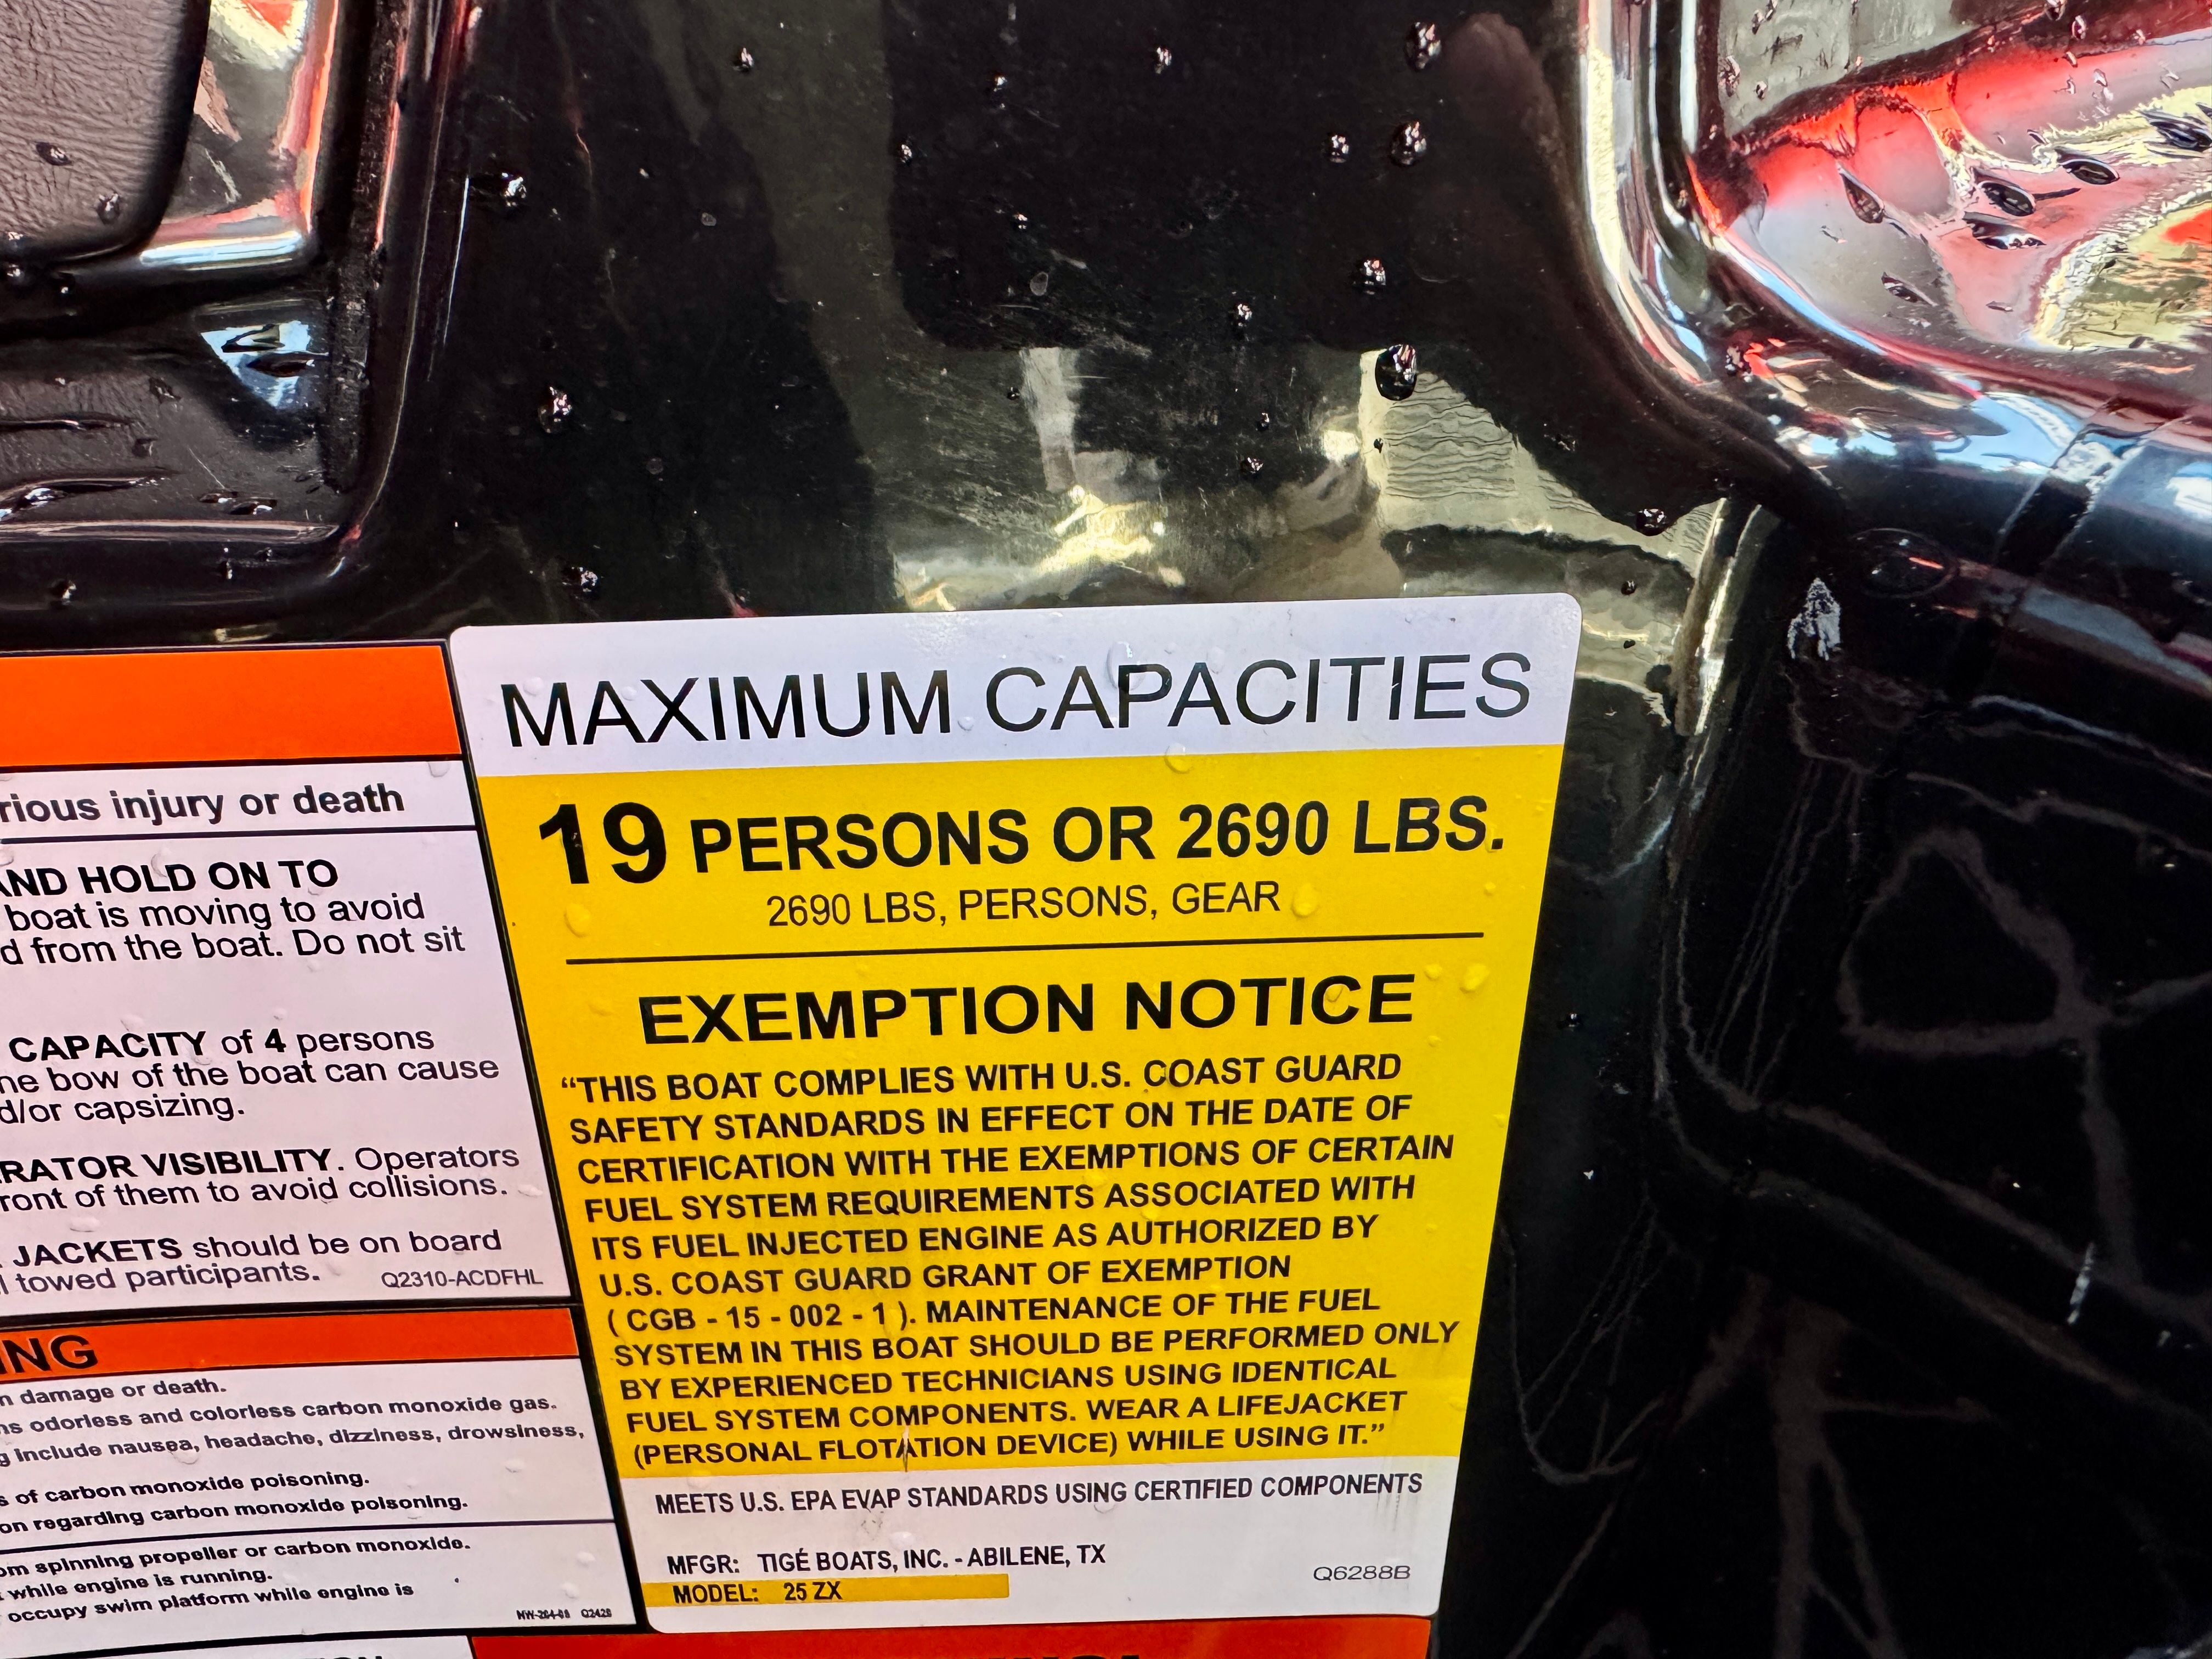 rious injury or death
AND HOLD ON TO
boat is moving to avoid
d from the boat. Do not sit
CAPACITY of 4 persons
he bow of the boat can cause
d/or capsizing.
RATOR VISIBILITY. Operators
ront of them to avoid collisions.
JACKETS should be on board
l towed participants.
Q2310-ACDFHL
ING
n damage or death.
ns odorless and colorless carbon monoxide gas.
g include nausea, headache, dizziness, drowsiness,
s of carbon monoxide poisoning.
on regarding carbon monoxide poisoning.
om spinning propeller or carbon monoxide.
while engine is running.
occupy swim platform while engine is
MW-204-08 Q2428
MAXIMUM CAPACITIES
19 PERSONS OR 2690 LBS.
2690 LBS, PERSONS, GEAR
EXEMPTION NOTICE
“THIS BOAT COMPLIES WITH U.S. COAST GUARD
SAFETY STANDARDS IN EFFECT ON THE DATE OF
CERTIFICATION WITH THE EXEMPTIONS OF CERTAIN
FUEL SYSTEM REQUIREMENTS ASSOCIATED WITH
ITS FUEL INJECTED ENGINE AS AUTHORIZED BY
U.S. COAST GUARD GRANT OF EXEMPTION
( CGB - 15 - 002 - 1 ). MAINTENANCE OF THE FUEL
SYSTEM IN THIS BOAT SHOULD BE PERFORMED ONLY
BY EXPERIENCED TECHNICIANS USING IDENTICAL
FUEL SYSTEM COMPONENTS. WEAR A LIFEJACKET
(PERSONAL FLOTATION DEVICE) WHILE USING IT.”
MEETS U.S. EPA EVAP STANDARDS USING CERTIFIED COMPONENTS
MFGR: TIGÉ BOATS, INC. - ABILENE, TX
MODEL: 25 ZX
Q6288B